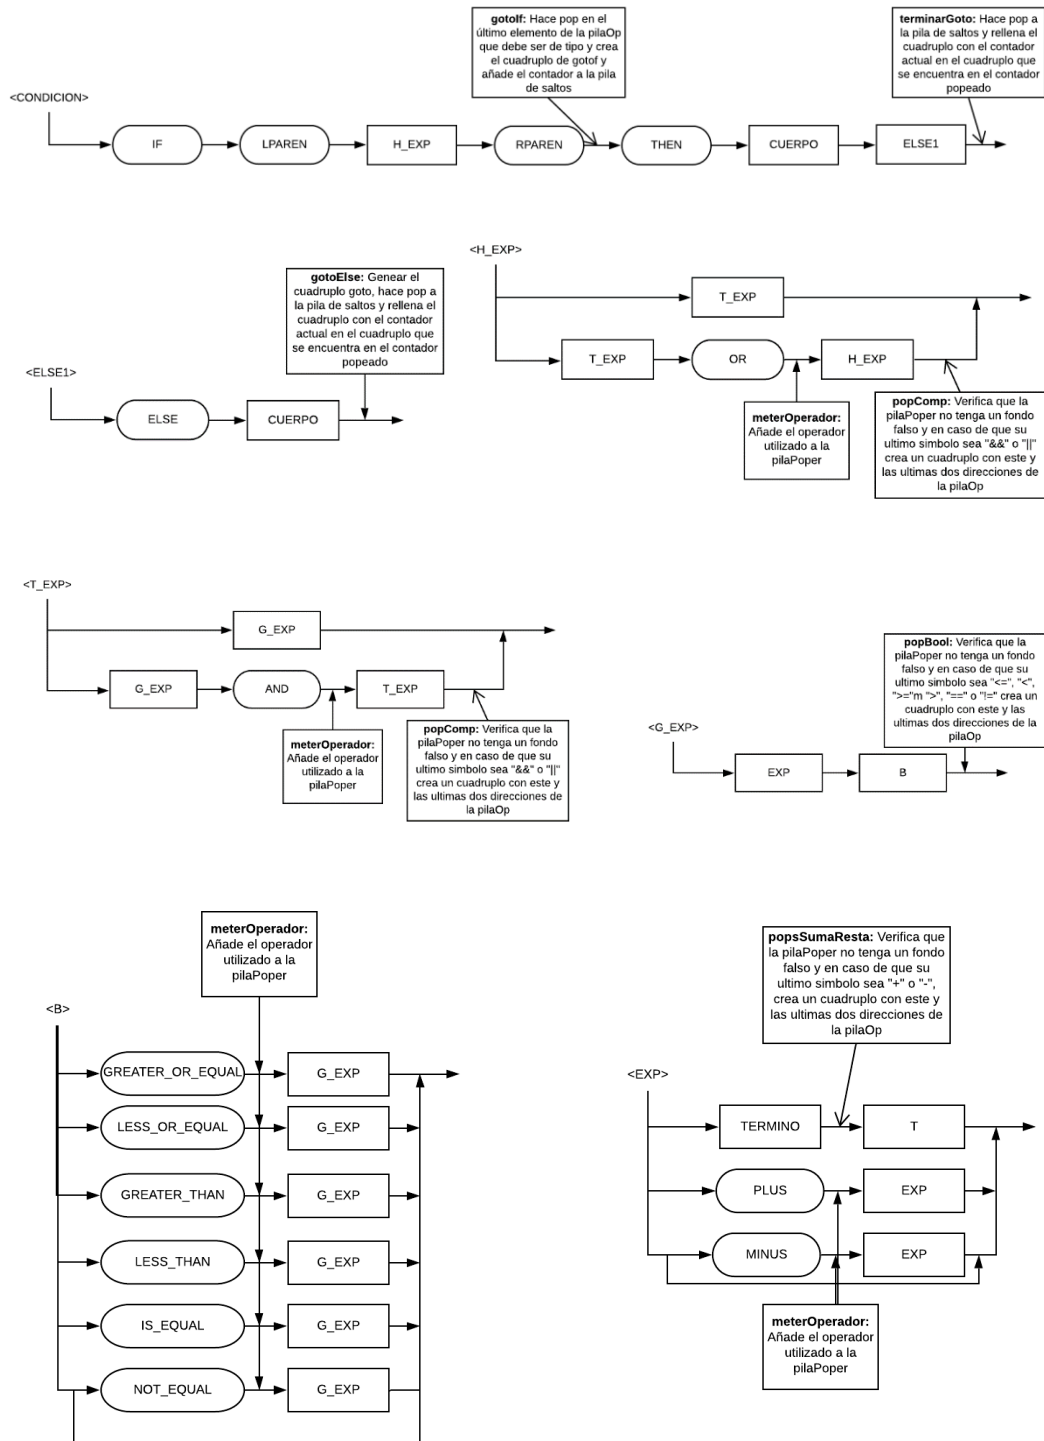 gotoIf: Hace pop en el
último elemento de la pilaOp
que debe ser de tipo y crea
el cuadruplo de gotof y
añade el contador a la pila
de saltos
terminarGoto: Hace pop a
la pila de saltos y rellena el
cuadruplo con el contador
actual en el cuadruplo que
se encuentra en el contador
popeado
<CONDICION>
IF
LPAREN
H_EXP
RPAREN
THEN
CUERPO
ELSE1
gotoElse: Genear el
cuadruplo goto, hace pop a
la pila de saltos y rellena el
cuadruplo con el contador
actual en el cuadruplo que
se encuentra en el contador
popeado
<ELSE1>
ELSE
CUERPO
<H_EXP>
T_EXP
T_EXP
OR
H_EXP
meterOperador:
Añade el operador
utilizado a la
pilaPoper
popComp: Verifica que la
pilaPoper no tenga un fondo
falso y en caso de que su
ultimo simbolo sea "&&" o "||"
crea un cuadruplo con este y
las ultimas dos direcciones de
la pilaOp
<T_EXP>
G_EXP
G_EXP
AND
T_EXP
meterOperador:
Añade el operador
utilizado a la
pilaPoper
popComp: Verifica que la
pilaPoper no tenga un fondo
falso y en caso de que su
ultimo simbolo sea "&&" o "||"
crea un cuadruplo con este y
las ultimas dos direcciones de
la pilaOp
popBool: Verifica que la
pilaPoper no tenga un fondo
falso y en caso de que su
ultimo simbolo sea "<=", "<",
">="m ">", "==" o "!=" crea un
cuadruplo con este y las
ultimas dos direcciones de la
pilaOp
<G_EXP>
EXP
B
meterOperador:
Añade el operador
utilizado a la
pilaPoper
<B>
GREATER_OR_EQUAL
G_EXP
LESS_OR_EQUAL
G_EXP
GREATER_THAN
G_EXP
LESS_THAN
G_EXP
IS_EQUAL
G_EXP
NOT_EQUAL
G_EXP
popsSumaResta: Verifica que
la pilaPoper no tenga un fondo
falso y en caso de que su
ultimo simbolo sea "+" o "-",
crea un cuadruplo con este y
las ultimas dos direcciones de
la pilaOp
<EXP>
TERMINO
T
PLUS
EXP
MINUS
EXP
meterOperador:
Añade el operador
utilizado a la
pilaPoper